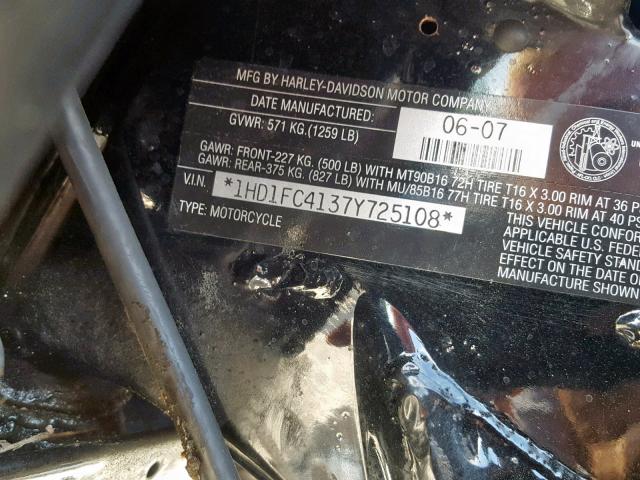 MFG BY HARLEY-DAVIDSON MOTOR COMPANY
DATE MANUFACTURED: 06-07
GVWR: 571 KG. (1259 LB)
GAWR: FRONT-227 KG. (500 LB) WITH MT90B16 72H TIRE T16 X 3.00 RIM AT 36 P
GAWR: REAR-375 KG. (827 LB) WITH MU/85B16 77H TIRE T16 X 3.00 RIM AT 40 PS
V.I.N. *1HD1FC4137Y725108*
TYPE: MOTORCYCLE
THIS VEHICLE CONFOR
APPLICABLE U.S. FEDER
VEHICLE SAFETY STAN
EFFECT ON THE DATE O
MANUFACTURE SHOWN
UN